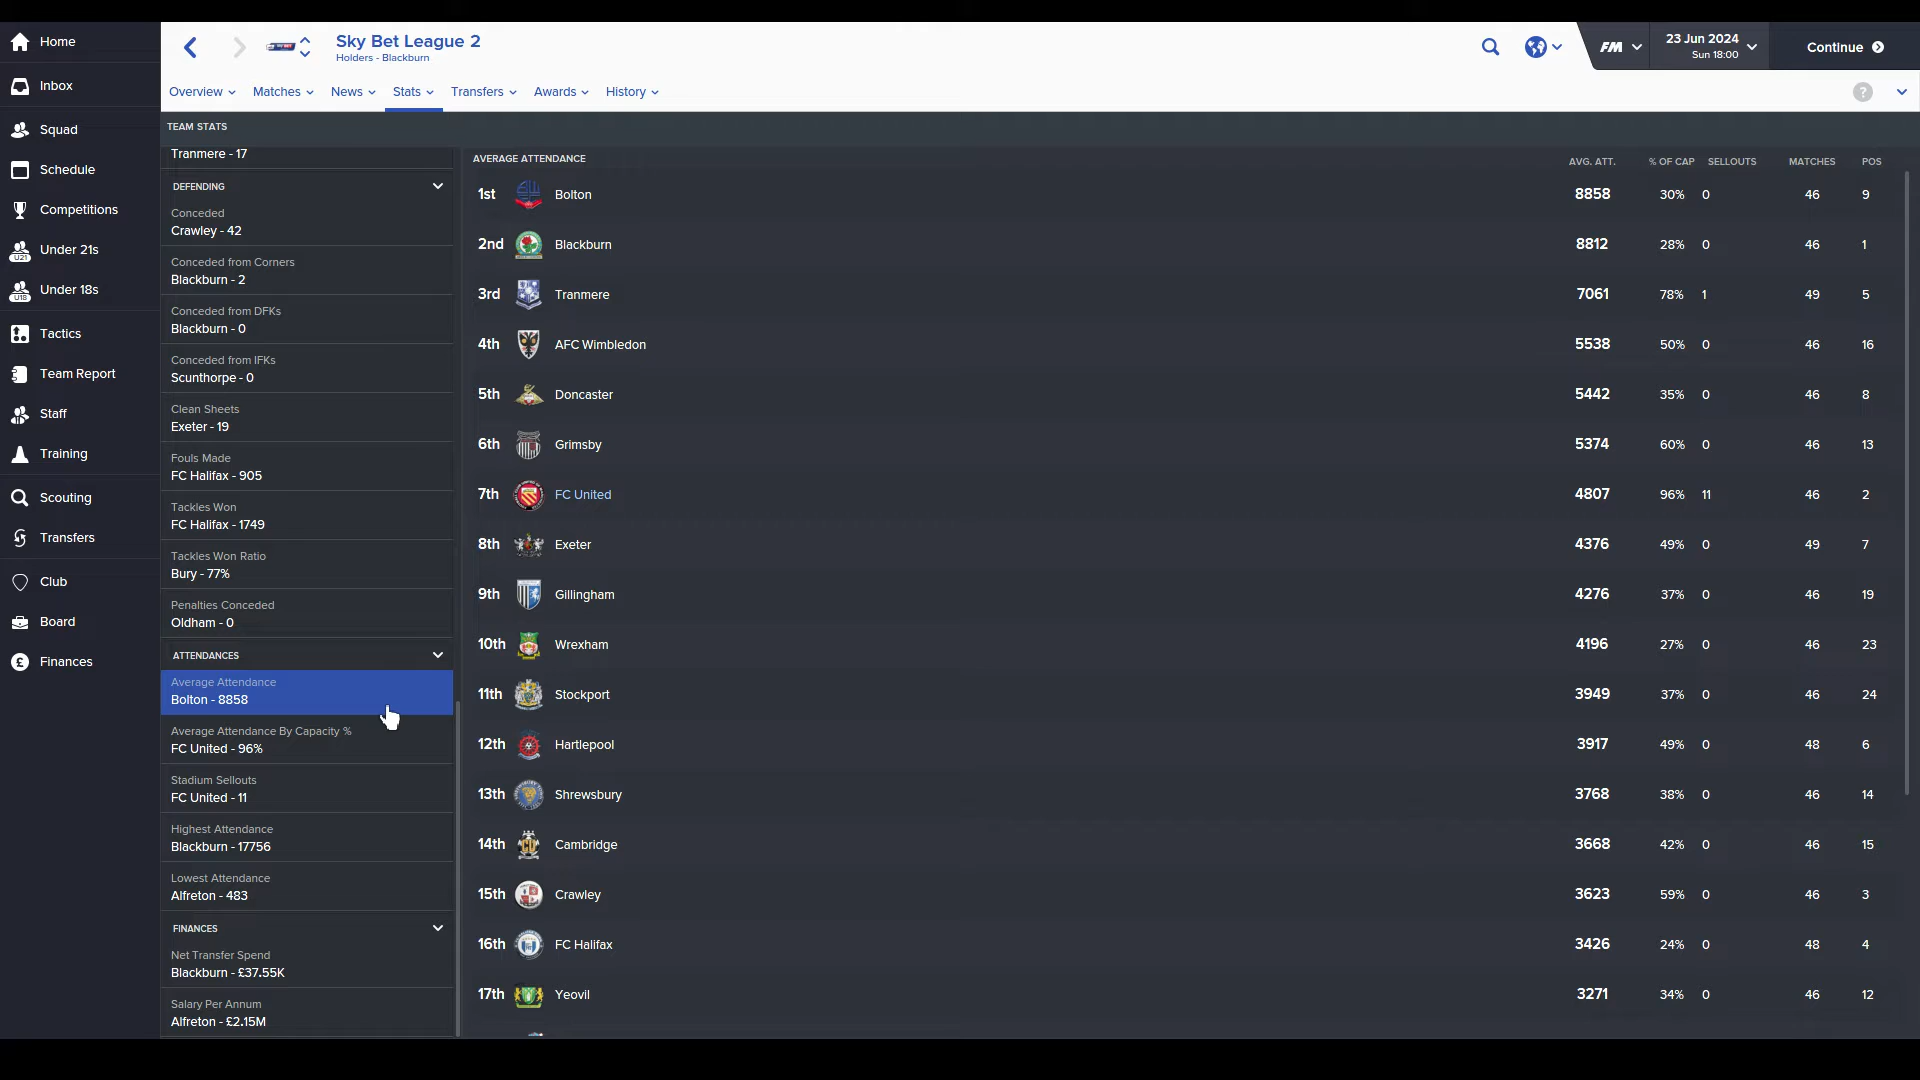 Home
Inbox
Squad
Schedule
Competitions
U21
Under 21s
U18
Under 18s
Tactics
Team Report
Staff
Training
Scouting
Transfers
Club
Board
£
Finances
Sky Bet League 2
Holders - Blackburn
FM
23 Jun 2024
Sun 18:00
Continue
Overview
Matches
News
Stats
Transfers
Awards
History
?
TEAM STATS
Tranmere - 17
DEFENDING
Conceded
Crawley - 42
Conceded from Corners
Blackburn - 2
Conceded from DFKs
Blackburn - 0
Conceded from IFKs
Scunthorpe - 0
Clean Sheets
Exeter - 19
Fouls Made
FC Halifax - 905
Tackles Won
FC Halifax - 1749
Tackles Won Ratio
Bury - 77%
Penalties Conceded
Oldham - 0
ATTENDANCES
Average Attendance
Bolton - 8858
Average Attendance By Capacity %
FC United - 96%
Stadium Sellouts
FC United - 11
Highest Attendance
Blackburn - 17756
Lowest Attendance
Alfreton - 483
FINANCES
Net Transfer Spend
Blackburn - £37.55K
Salary Per Annum
Alfreton - £2.15M
AVERAGE ATTENDANCE AVG. ATT. % OF CAP SELLOUTS MATCHES POS
1st Bolton 8858 30% 0 46 9
2nd Blackburn 8812 28% 0 46 1
3rd Tranmere 7061 78% 1 49 5
4th AFC Wimbledon 5538 50% 0 46 16
5th Doncaster 5442 35% 0 46 8
6th Grimsby 5374 60% 0 46 13
7th FC United 4807 96% 11 46 2
8th Exeter 4376 49% 0 49 7
9th Gillingham 4276 37% 0 46 19
10th Wrexham 4196 27% 0 46 23
11th Stockport 3949 37% 0 46 24
12th Hartlepool 3917 49% 0 48 6
13th Shrewsbury 3768 38% 0 46 14
14th Cambridge 3668 42% 0 46 15
15th Crawley 3623 59% 0 46 3
16th FC Halifax 3426 24% 0 48 4
17th Yeovil 3271 34% 0 46 12